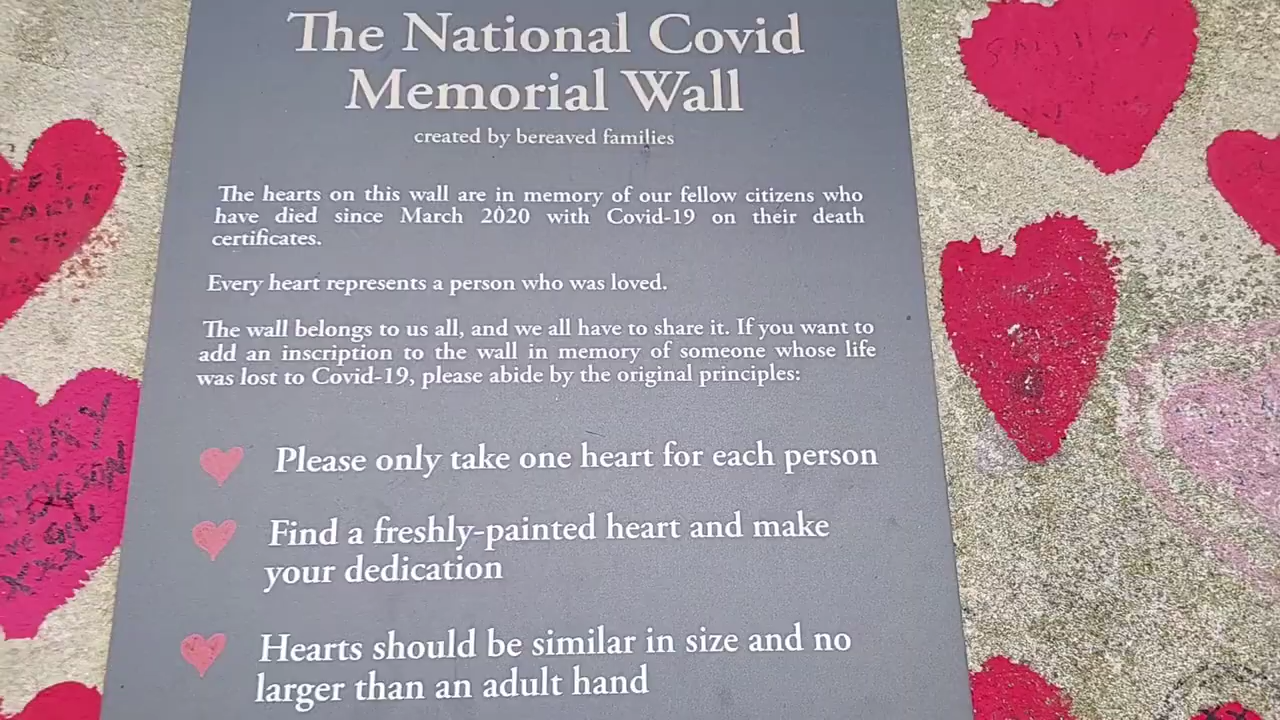 The National Covid
Memorial Wall
created by bereaved families
The hearts on this wall are in memory of our fellow citizens who
have died since March 2020 with Covid-19 on their death
certificates.
Every heart represents a person who was loved.
The wall belongs to us all, and we all have to share it. If you want to
add an inscription to the wall in memory of someone whose life
was lost to Covid-19, please abide by the original principles:
Please only take one heart for each person
Find a freshly-painted heart and make
your dedication
Hearts should be similar in size and no
larger than an adult hand